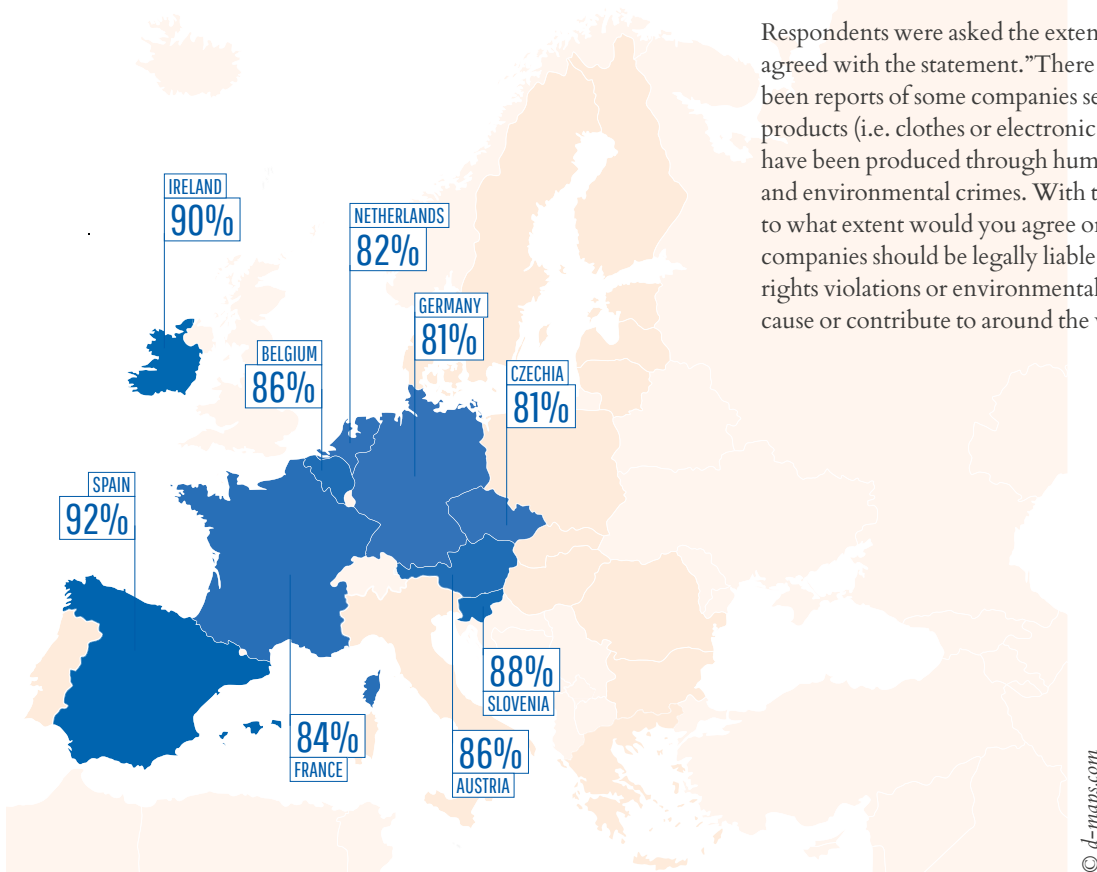 Respondents were asked the exten
agreed with the statement.”There
been reports of some companies se
products (i.e. clothes or electronic
have been produced through hum
and environmental crimes. With t
to what extent would you agree or
companies should be legally liable
rights violations or environmental
cause or contribute to around the
IRELAND
90%
NETHERLANDS
82%
GERMANY
81%
BELGIUM
86%
CZECHIA
81%
SPAIN
92%
88%
SLOVENIA
84%
FRANCE
86%
AUSTRIA
© d-maps.com